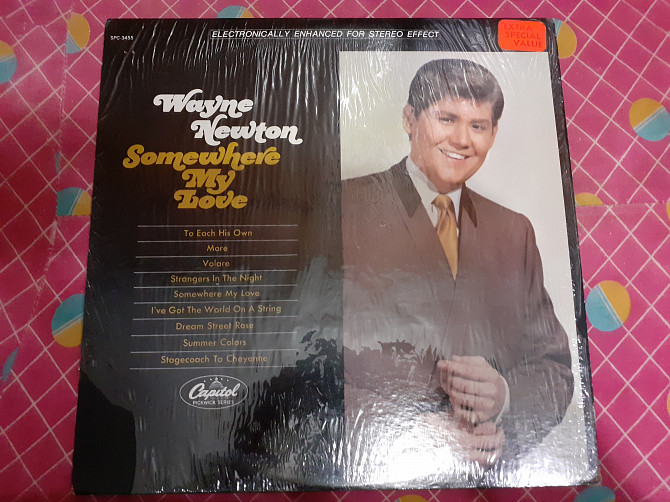 SPC-3455
ELECTRONICALLY ENHANCED FOR STEREO EFFECT
EXTRA
SPECIAL
VALUE
Wayne
Newton
Somewhere
My
Love
To Each His Own
Mare
Volare
Strangers In The Night
Somewhere My Love
I've Got The World On A String
Dream Street Rose
Summer Colors
Stagecoach To Cheyenne
Capitol
PICKWICK SERIES